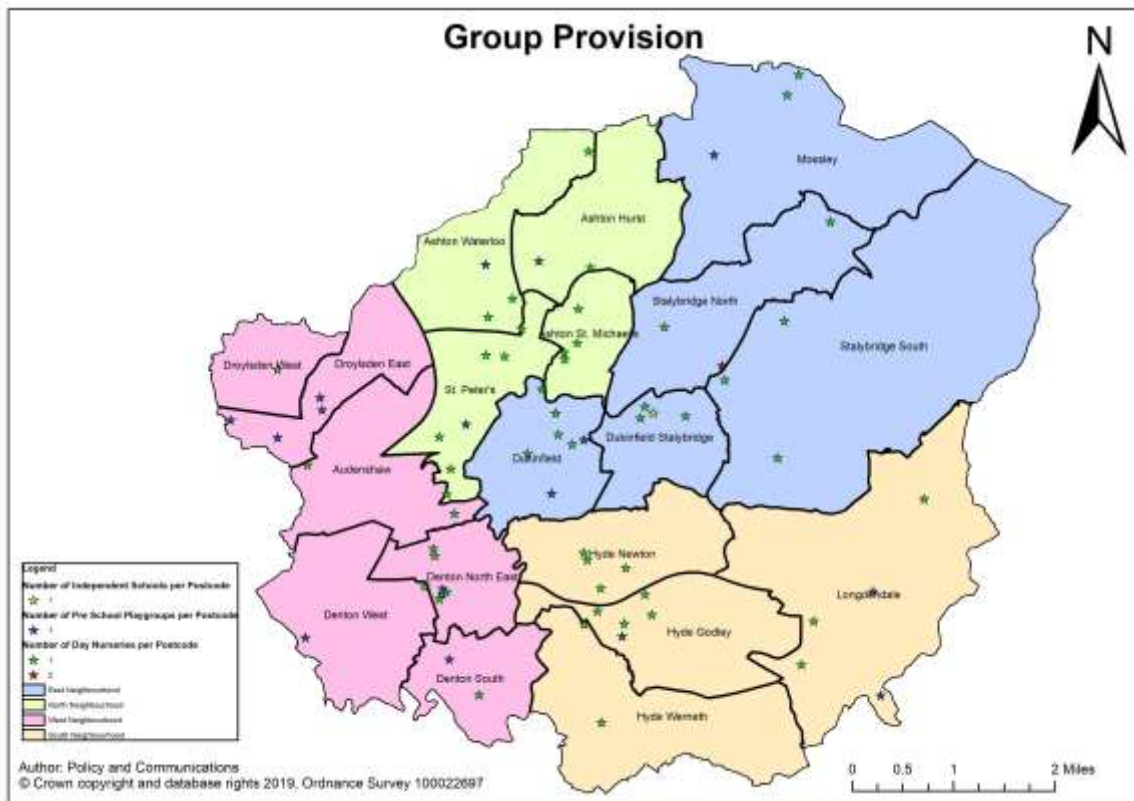 Group Provision
N
Mossley
Ashton Hurst
Ashton Waterloo
Stalybridge North
Ashton St. Michaels
Stalybridge South
Droylsden West
Droylsden East
St. Peter's
Dukinfield Stalybridge
Dukinfield
Audenshaw
Hyde Newton
Denton North East
Longdendale
Denton West
Hyde Godley
Denton South
Hyde Werneth
Legend
Number of Independent Schools per Postcode
1
Number of Pre School Playgroups per Postcode
1
Number of Day Nurseries per Postcode
1
2
East Neighbourhood
North Neighbourhood
West Neighbourhood
South Neighbourhood
Author: Policy and Communications
© Crown copyright and database rights 2019, Ordnance Survey 100022697
0 0.5 1 2 Miles